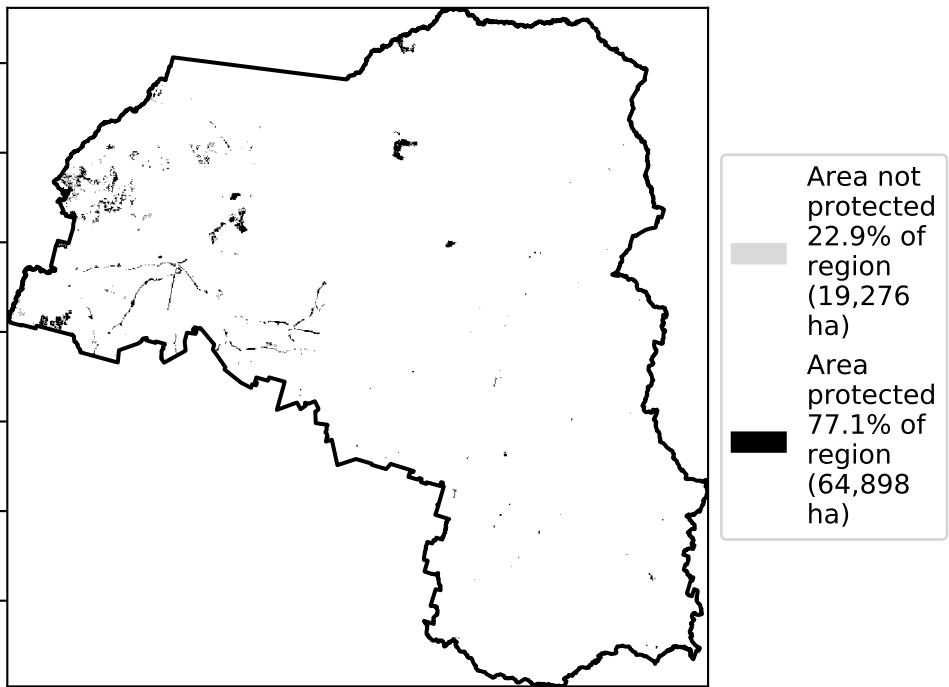 Area not
protected
22.9% of
region
(19,276
ha)
Area
protected
77.1% of
region
(64,898
ha)